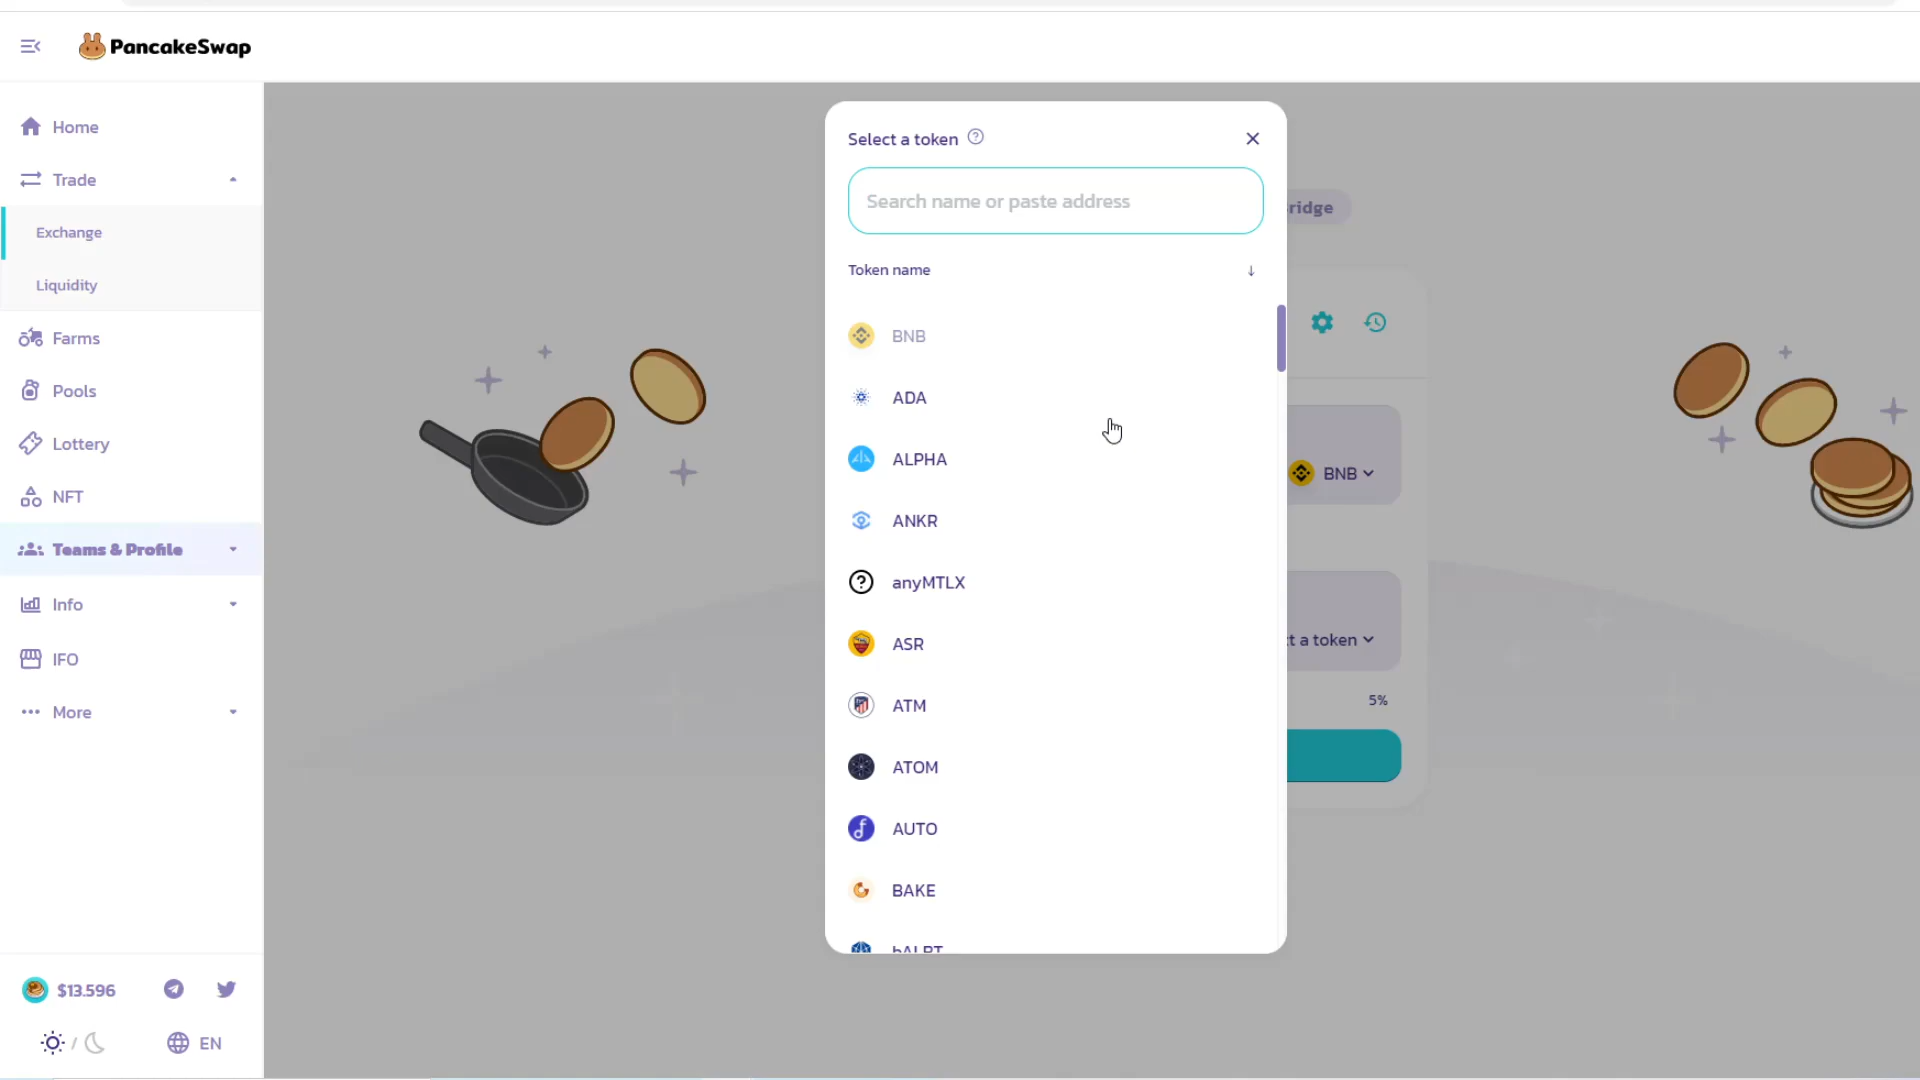 PancakeSwap
Home
Trade
Exchange
Liquidity
Farms
Pools
Lottery
NFT
Teams & Profile
Info
IFO
More
$13.596
/
EN
Select a token ?
Search name or paste address
Token name ↓
BNB
ADA
ALPHA
ANKR
? anyMTLX
ASR
ATM
ATOM
AUTO
BAKE
ridge
BNB
ct a token
5%